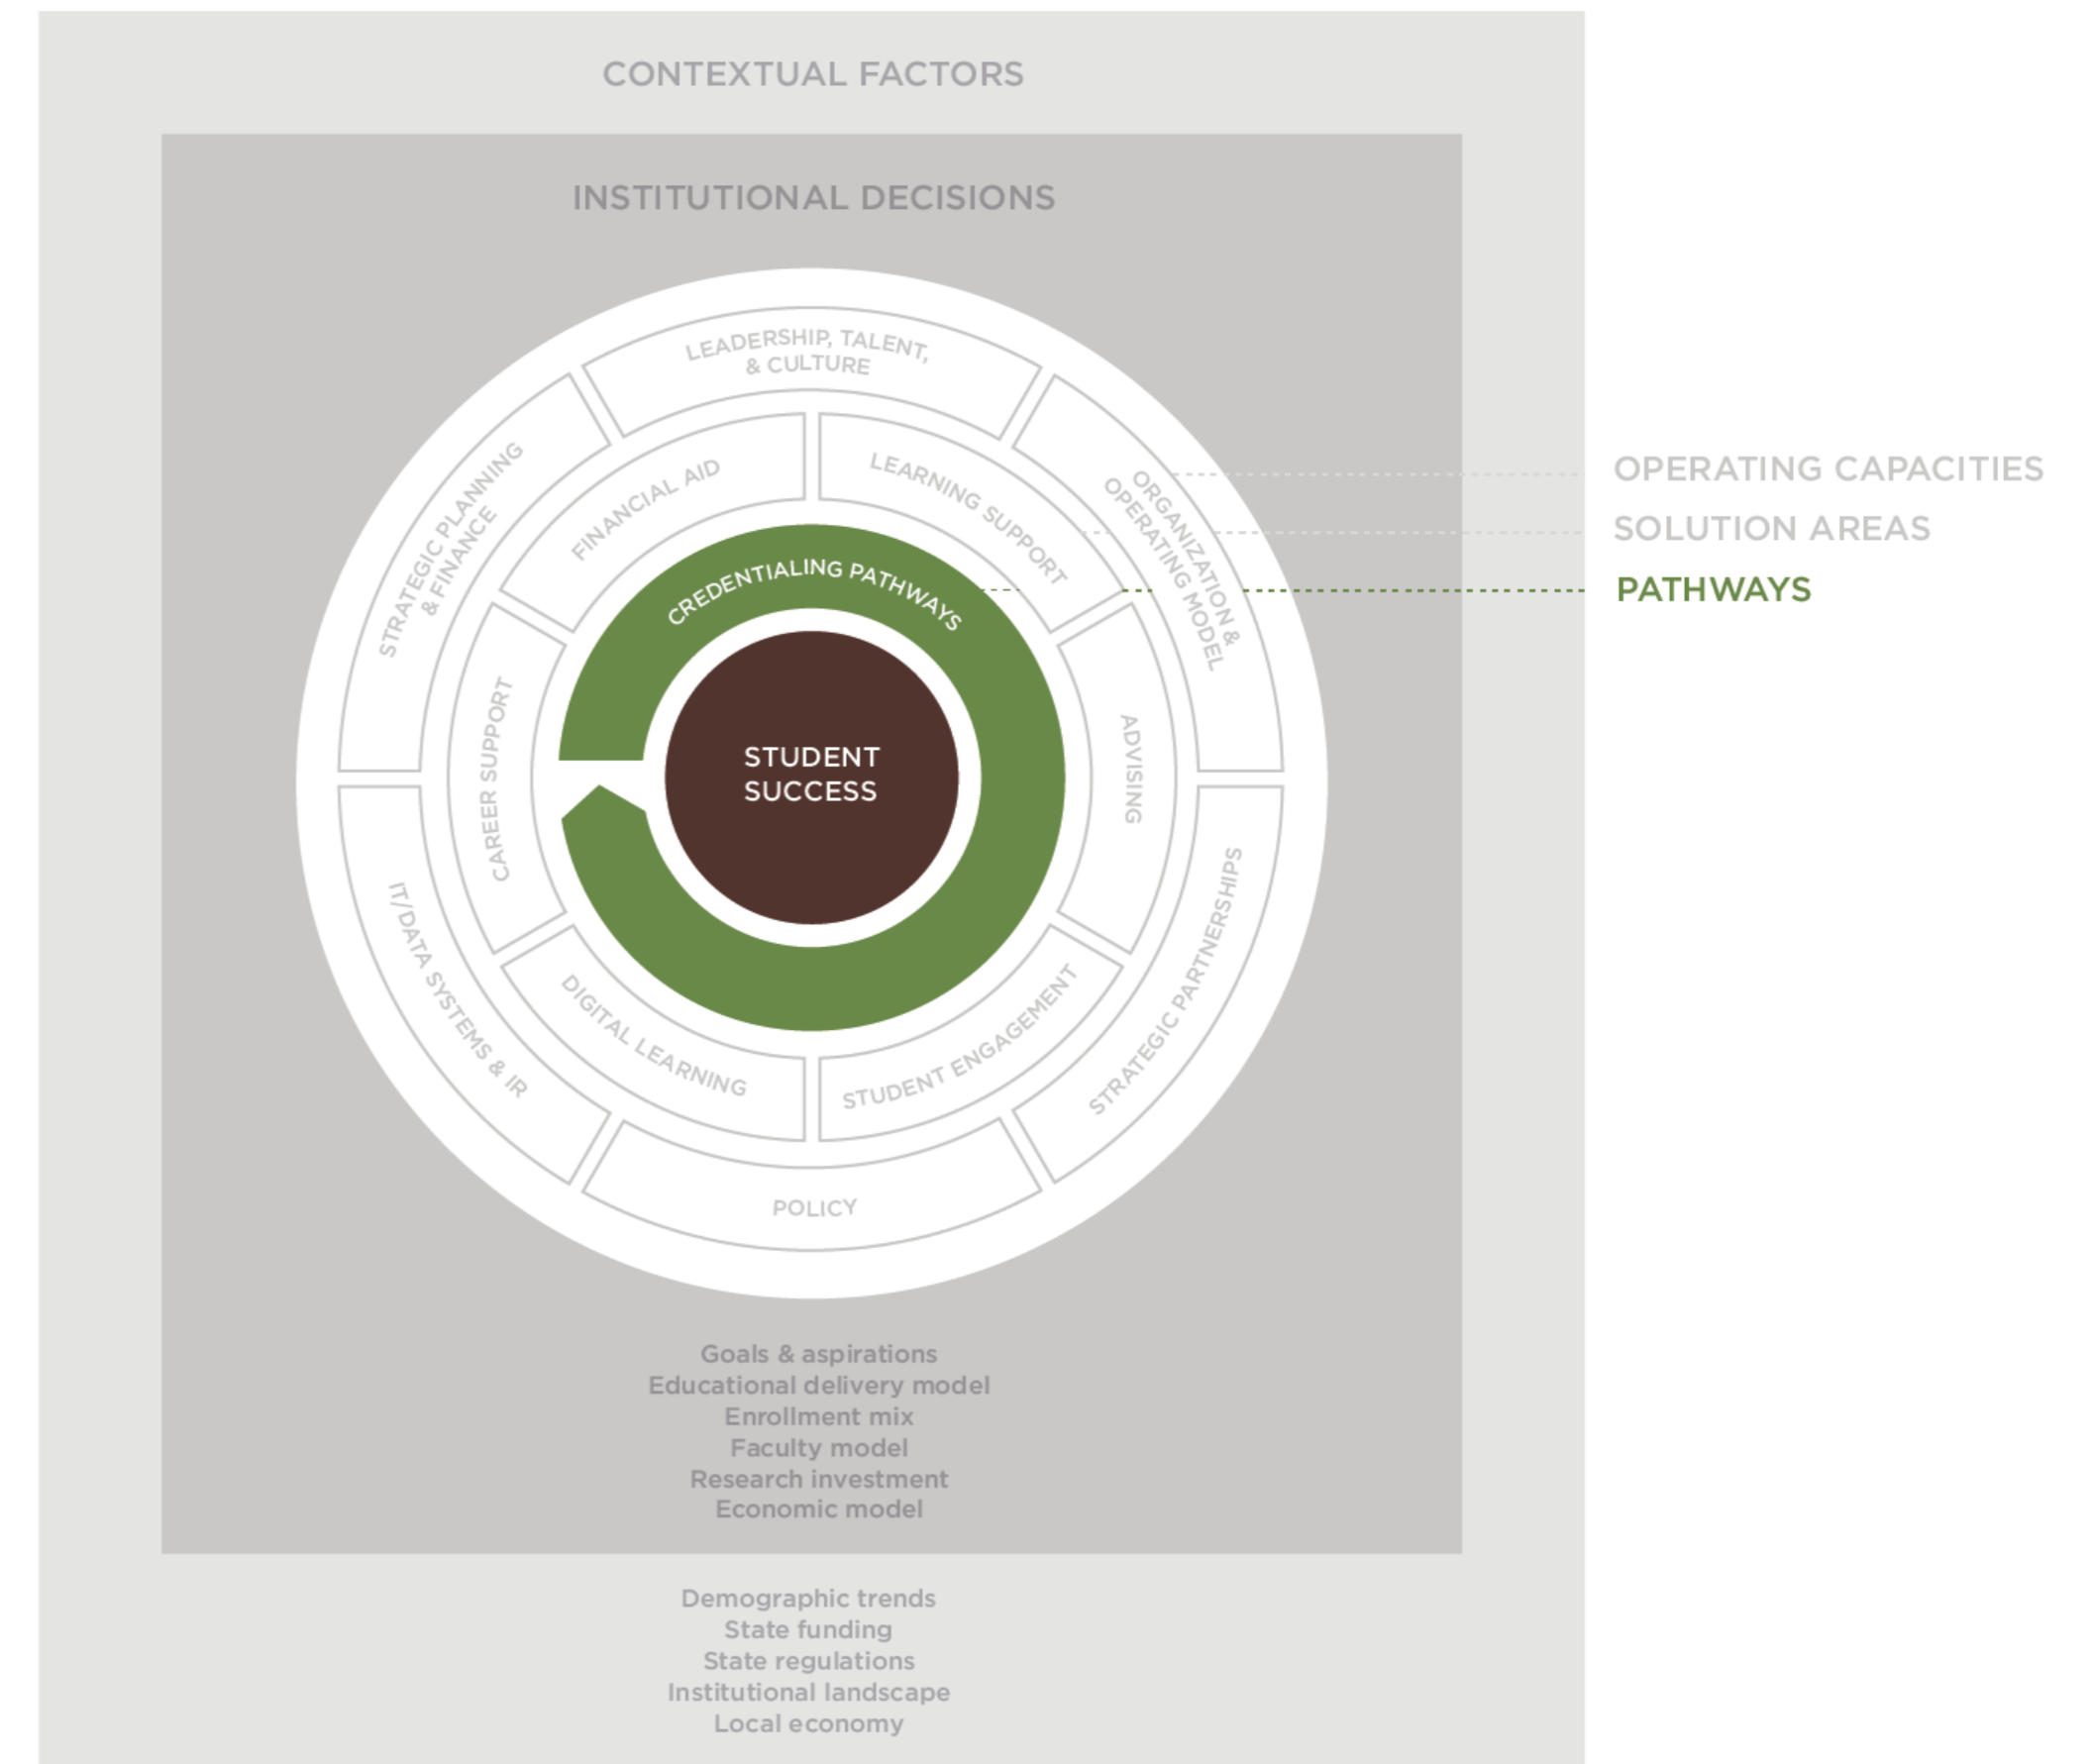 CONTEXTUAL FACTORS
INSTITUTIONAL DECISIONS
LEADERSHIP, TALENT,
& CULTURE
STRATEGIC PLANNING
& FINANCE
ORGANIZATION &
OPERATING MODEL
FINANCIAL AID
LEARNING SUPPORT
OPERATING CAPACITIES
SOLUTION AREAS
PATHWAYS
CREDENTIALING PATHWAYS
CAREER SUPPORT
STUDENT
SUCCESS
ADVISING
IT/DATA SYSTEMS & IR
DIGITAL LEARNING
STUDENT ENGAGEMENT
STRATEGIC PARTNERSHIPS
POLICY
Goals & aspirations
Educational delivery model
Enrollment mix
Faculty model
Research investment
Economic model
Demographic trends
State funding
State regulations
Institutional landscape
Local economy